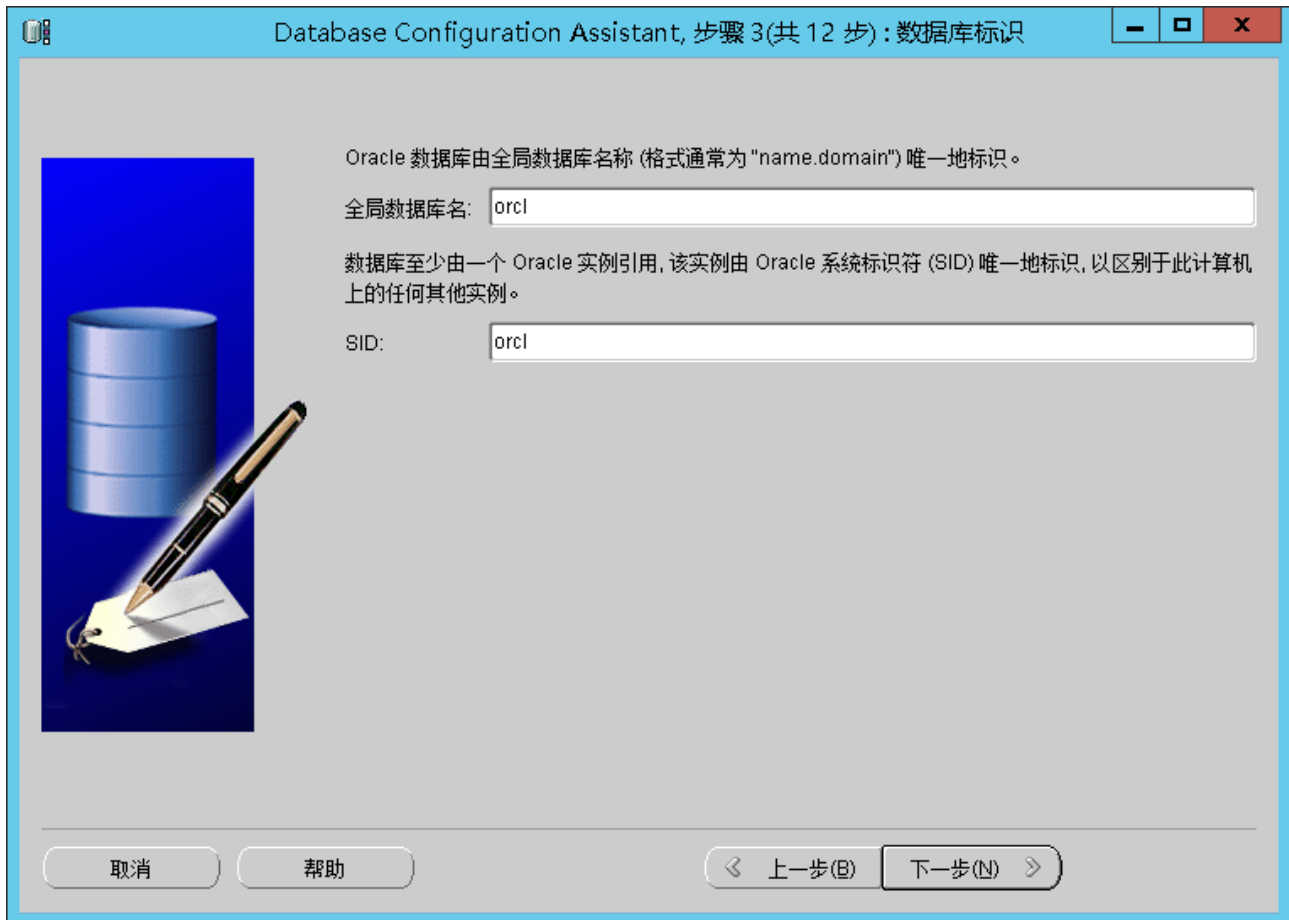 Database Configuration Assistant, 步骤 3(共 12 步) : 数据库标识
Oracle 数据库由全局数据库名称 (格式通常为 "name.domain") 唯一地标识。
全局数据库名: orcl
数据库至少由一个 Oracle 实例引用, 该实例由 Oracle 系统标识符 (SID) 唯一地标识, 以区别于此计算机
上的任何其他实例。
SID: orcl
取消 帮助 上一步(B) 下一步(N)